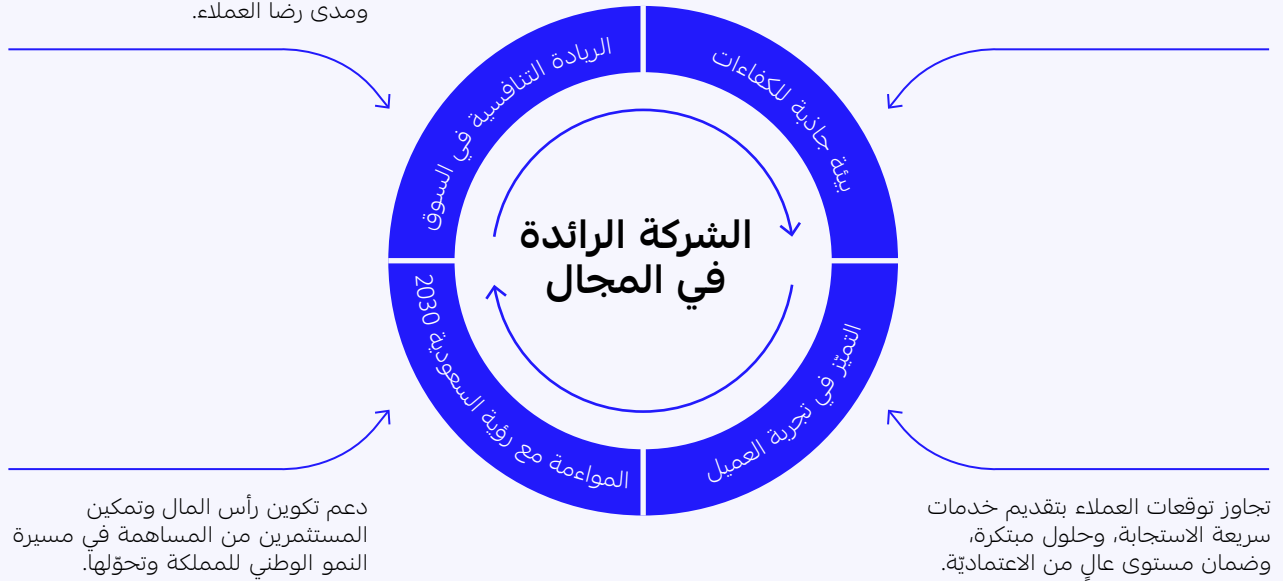 ومدى رضا العملاء.
بيئة جاذبة للكفاءات
الريادة التنافسية في السوق
الشركة الرائدة
في المجال
التميّز في تجربة العميل
المواءمة مع رؤية السعودية 2030
تجاوز توقعات العملاء بتقديم خدمات
سريعة الاستجابة، وحلول مبتكرة،
وضمان مستوى عالٍ من الاعتماديّة.
دعم تكوين رأس المال وتمكين
المستثمرين من المساهمة في مسيرة
النمو الوطني للمملكة وتحوّلها.